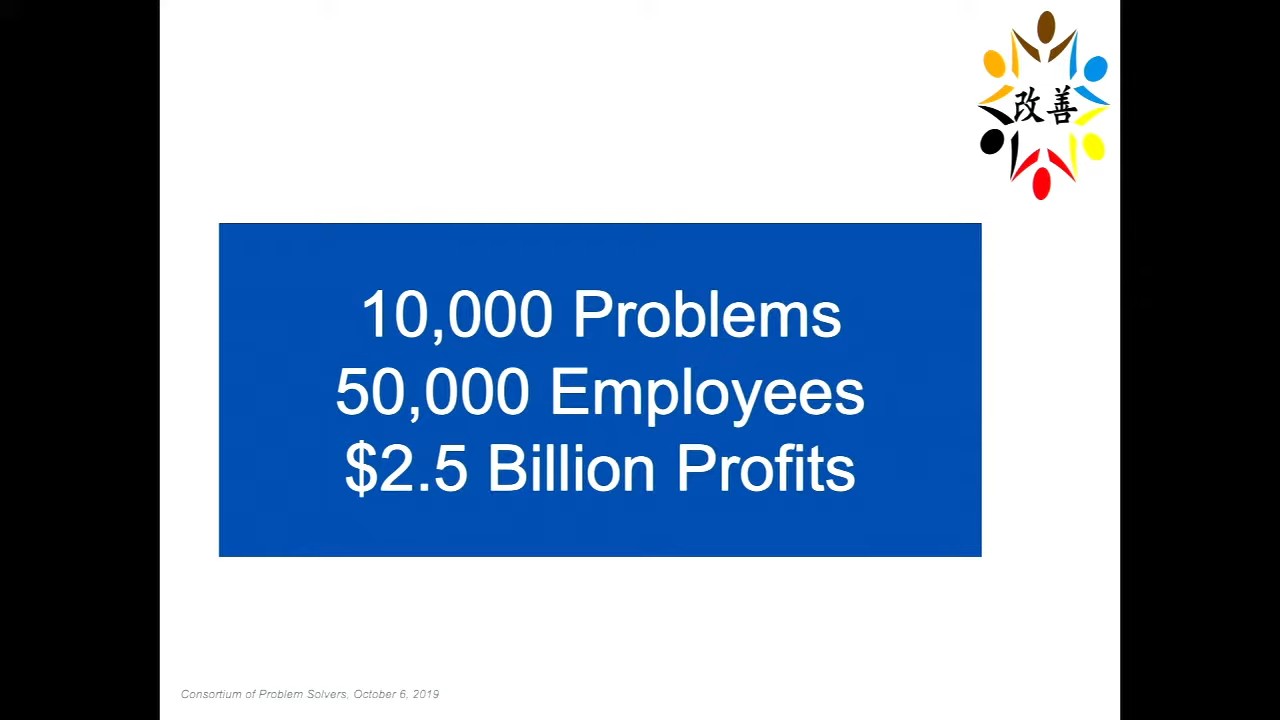 改善
10,000 Problems
50,000 Employees
$2.5 Billion Profits
Consortium of Problem Solvers, October 6, 2019